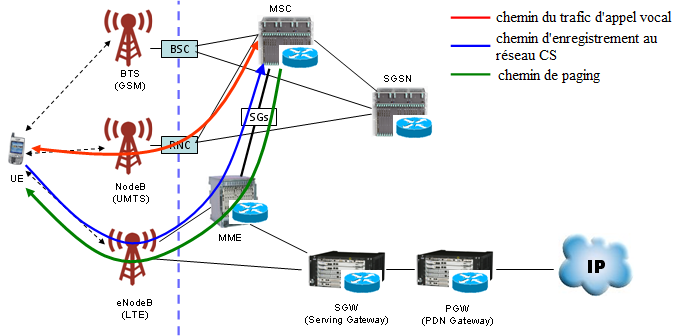 MSC
chemin du trafic d'appel vocal
chemin d'enregistrement au
réseau CS
chemin de paging
BSC
BTS
(GSM)
SGSN
SGs
RNC
UE
NodeB
(UMTS)
MME
IP
eNodeB
(LTE)
SGW
(Serving Gateway)
PGW
(PDN Gateway)